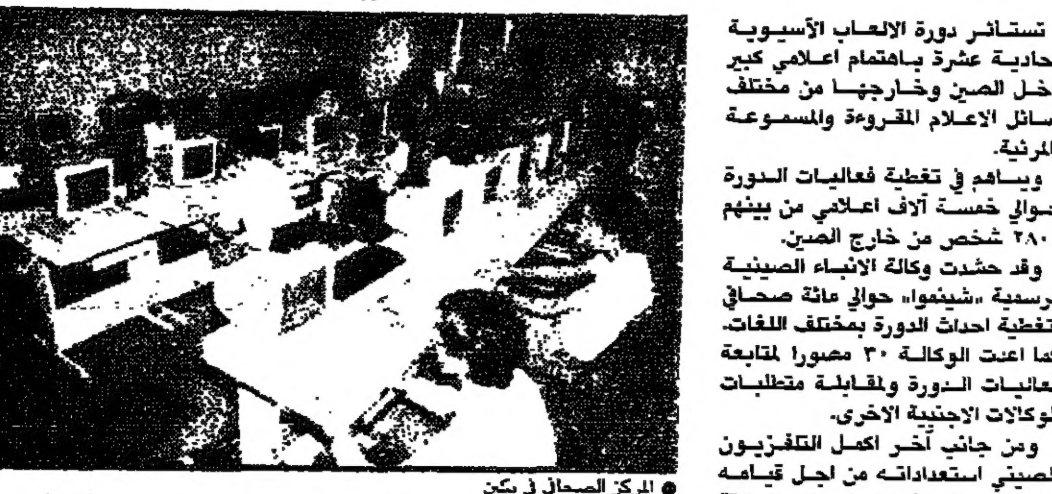 تستأثر دورة الالعاب الآسيوية
حادية عشرة باهتمام اعلامي كبير
خل الصين وخارجها من مختلف
سائل الاعلام المقروءة والمسموعة
المرئية.
ويساهم في تغطية فعاليات الدورة
حوالي خمسة آلاف اعلامي من بينهم
٢٨٠ شخص من خارج الصين.
وقد حشدت وكالة الانباء الصينية
رسمية «شينهوا» حوالي مائة صحافي
تغطية احداث الدورة بمختلف اللغات.
كما اعدت الوكالة ٣٠ مصورا لمتابعة
فعاليات الدورة ولمقابلة متطلبات
لوكالات الاجنبية الاخرى.
ومن جانب آخر اكمل التلفزيون
لصيني استعداداته من اجل قيامه
● المركز الصحافي في بكين